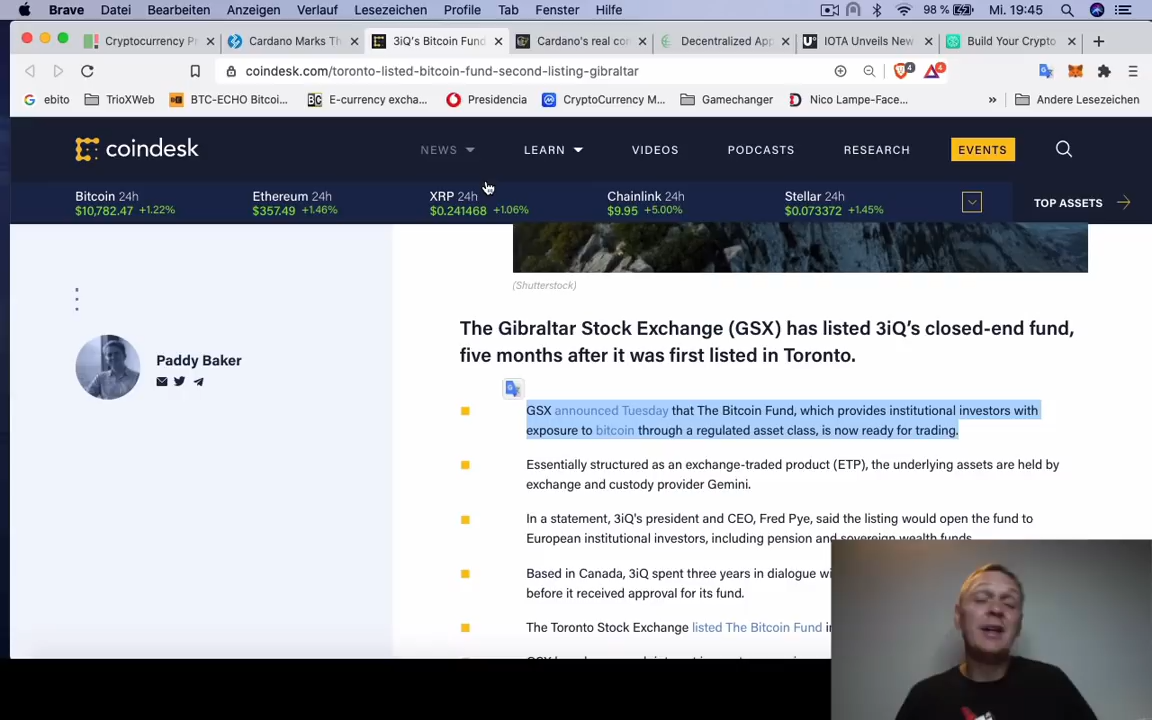 Brave Datei Bearbeiten Anzeigen Verlauf Lesezeichen Profile Tab Fenster Hilfe 98 % Mi. 19:45
Cryptocurrency P
Cardano Marks Th
3iQ's Bitcoin Fund
Cardano's real co
Decentralized App
IOTA Unveils New
Build Your Crypto
coindesk.com/toronto-listed-bitcoin-fund-second-listing-gibraltar
4 4
ebito TrioXWeb BTC-ECHO Bitcoi... E-currency excha... Presidencia CryptoCurrency M... Gamechanger Nico Lampe-Face... » Andere Lesezeichen
coindesk NEWS LEARN VIDEOS PODCASTS RESEARCH EVENTS
Bitcoin 24h Ethereum 24h XRP 24h Chainlink 24h Stellar 24h
$10,782.47 +1.22% $357.49 +1.46% $0.241468 +1.06% $9.95 +5.00% $0.073372 +1.45%
TOP ASSETS
(Shutterstock)
Paddy Baker
The Gibraltar Stock Exchange (GSX) has listed 3iQ's closed-end fund,
five months after it was first listed in Toronto.
GSX announced Tuesday that The Bitcoin Fund, which provides institutional investors with
exposure to bitcoin through a regulated asset class, is now ready for trading.
Essentially structured as an exchange-traded product (ETP), the underlying assets are held by
exchange and custody provider Gemini.
In a statement, 3iQ's president and CEO, Fred Pye, said the listing would open the fund to
European institutional investors, including pension and sovereign wealth funds.
Based in Canada, 3iQ spent three years in dialogue wi
before it received approval for its fund.
The Toronto Stock Exchange listed The Bitcoin Fund i